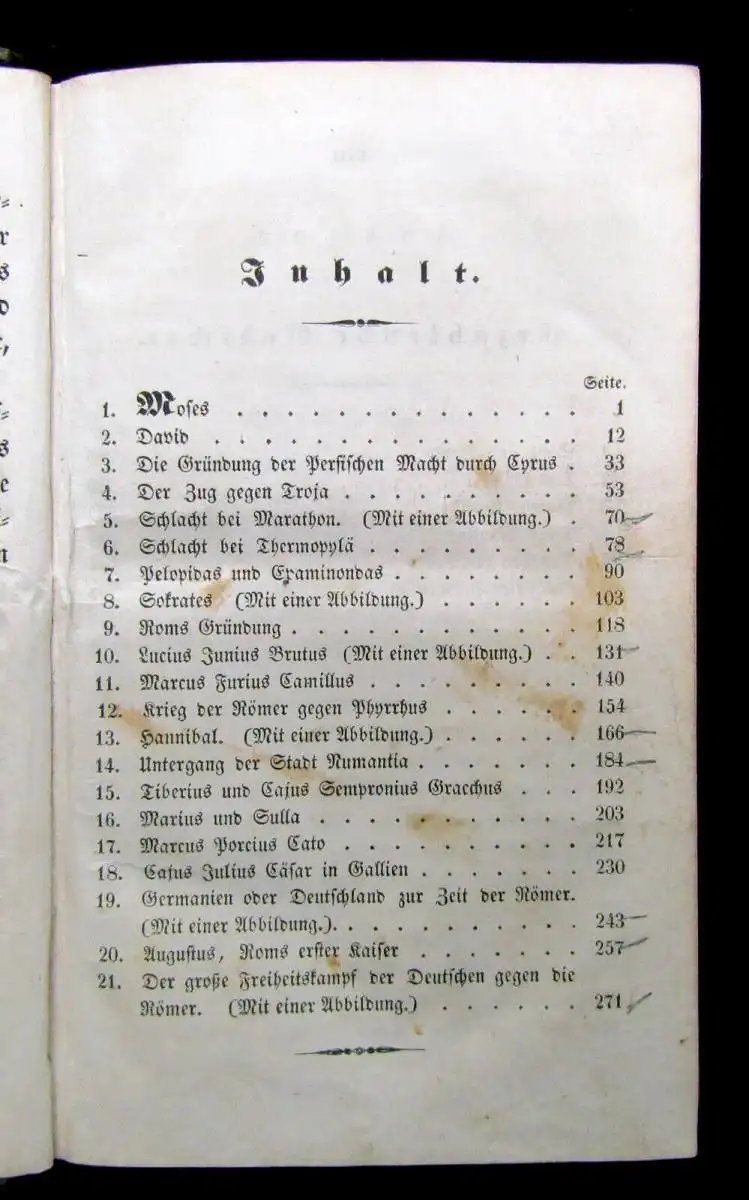 Inhalt.
Seite.
1. Moses . . . . . . . . . . . . . . 1
2. David . . . . . . . . . . . . . . . 12
3. Die Gründung der Persischen Macht durch Cyrus . 33
4. Der Zug gegen Troja . . . . . . . . . . 53
5. Schlacht bei Marathon. (Mit einer Abbildung.) . 70
6. Schlacht bei Thermopylä . . . . . . . . . 78
7. Pelopidas und Epaminondas . . . . . . . . 90
8. Sokrates (Mit einer Abbildung.) . . . . . . 103
9. Roms Gründung . . . . . . . . . . . . 118
10. Lucius Junius Brutus (Mit einer Abbildung.) . . 131
11. Marcus Furius Camillus . . . . . . . . . 140
12. Krieg der Römer gegen Phyrrhus . . . . . . 154
13. Hannibal. (Mit einer Abbildung.) . . . . . . 166
14. Untergang der Stadt Numantia . . . . . . . 184
15. Tiberius und Cajus Sempronius Gracchus . . . 192
16. Marius und Sulla . . . . . . . . . . . 203
17. Marcus Porcius Cato . . . . . . . . . . 217
18. Cajus Julius Cäsar in Gallien . . . . . . . 230
19. Germanien oder Deutschland zur Zeit der Römer.
(Mit einer Abbildung.). . . . . . . . . . . 243
20. Augustus, Roms erster Kaiser . . . . . . . 257
21. Der große Freiheitskampf der Deutschen gegen die
Römer. (Mit einer Abbildung.) . . . . . . 271